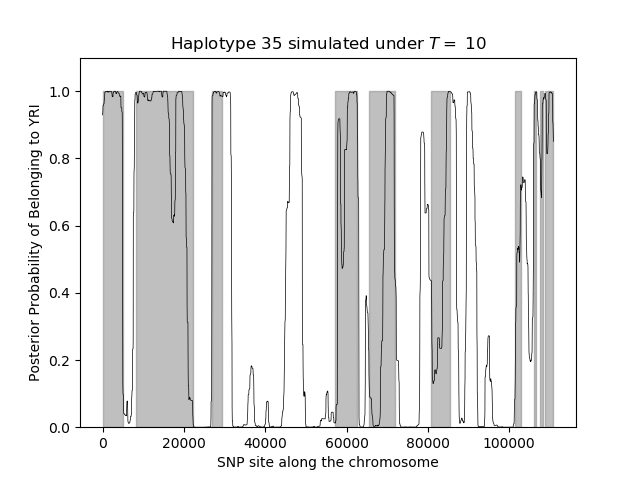 Haplotype 35 simulated under T = 10
Posterior Probability of Belonging to YRI
1.0
0.8
0.6
0.4
0.2
0.0
0 20000 40000 60000 80000 100000
SNP site along the chromosome